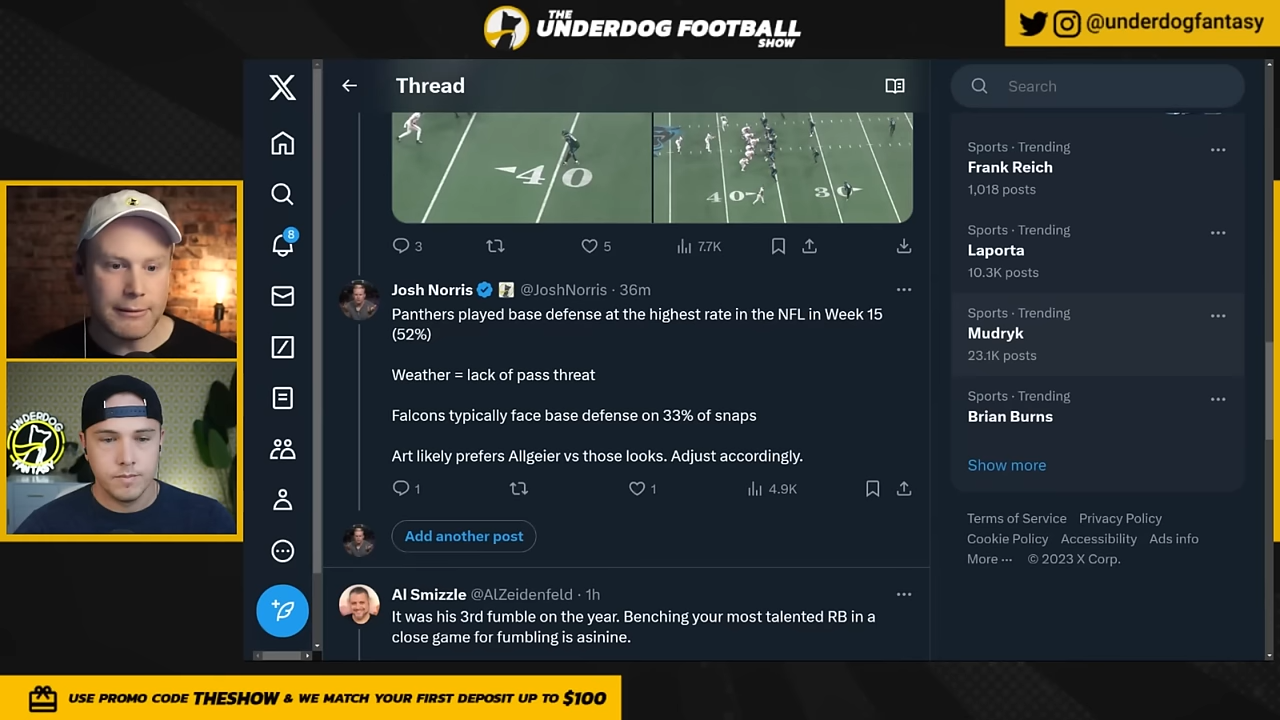 THE
UNDERDOG FOOTBALL
SHOW
@underdogfantasy
Thread
Search
40
40
30
3
5
7.7K
Josh Norris @JoshNorris · 36m
Panthers played base defense at the highest rate in the NFL in Week 15
(52%)
Weather = lack of pass threat
Falcons typically face base defense on 33% of snaps
Art likely prefers Allgeier vs those looks. Adjust accordingly.
1
1
4.9K
Add another post
Al Smizzle @AlZeidenfeld · 1h
It was his 3rd fumble on the year. Benching your most talented RB in a
close game for fumbling is asinine.
8
Sports · Trending
Frank Reich
1,018 posts
Sports · Trending
Laporta
10.3K posts
Sports · Trending
Mudryk
23.1K posts
Sports · Trending
Brian Burns
Show more
Terms of Service Privacy Policy
Cookie Policy Accessibility Ads info
More ··· © 2023 X Corp.
UNDERDOG
FANTASY
USE PROMO CODE THESHOW & WE MATCH YOUR FIRST DEPOSIT UP TO $100